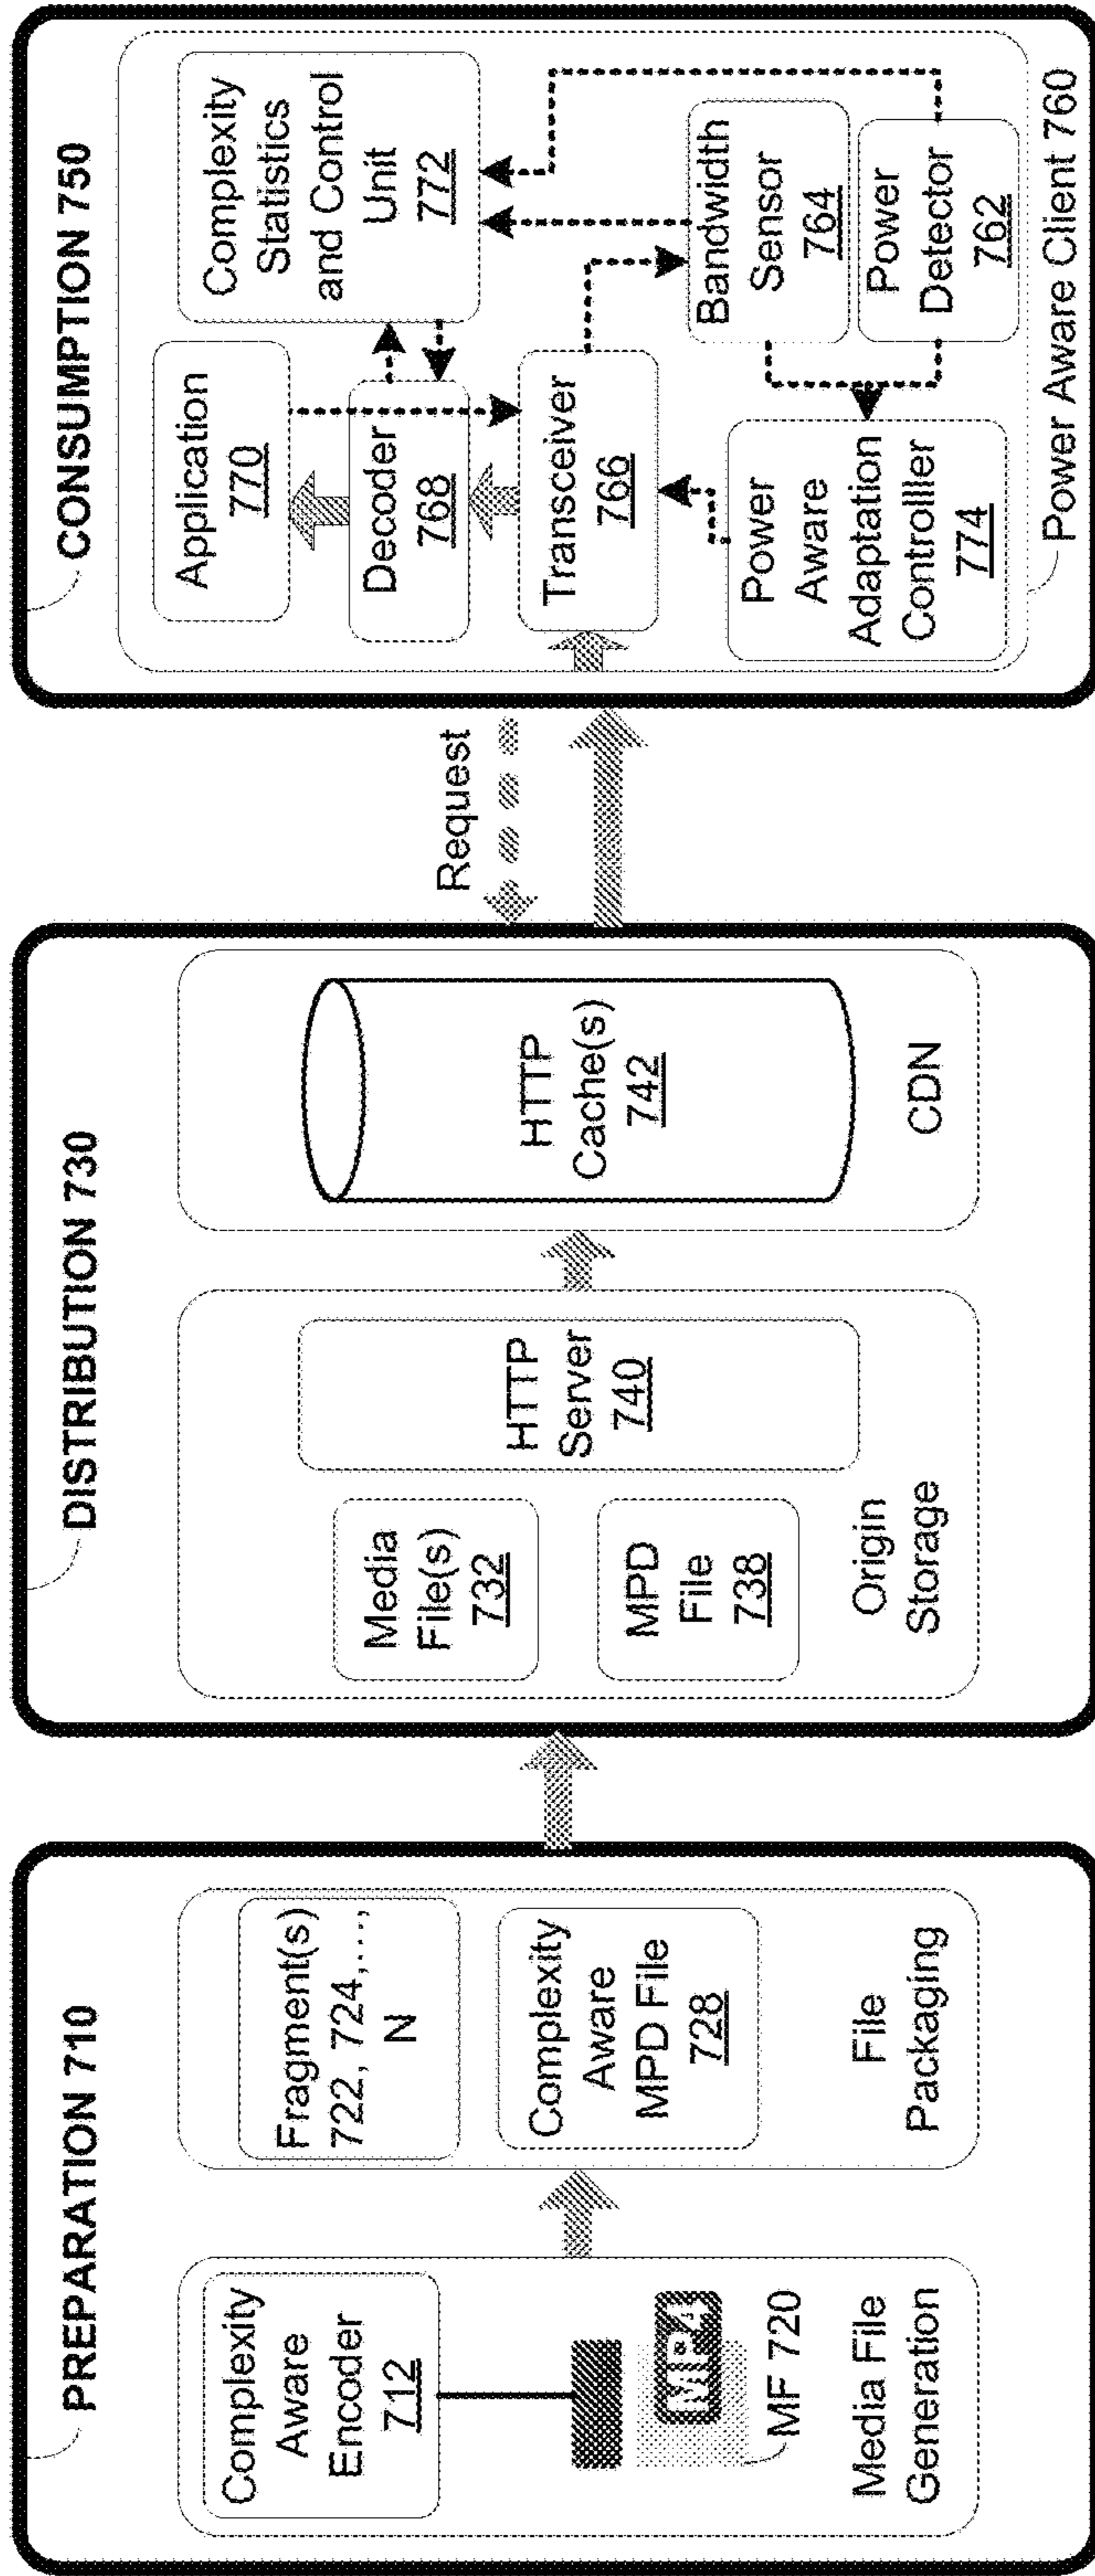 PREPARATION 710
Complexity
Aware
Encoder
712
MP4
MF 720
Media File
Generation
Fragment(s)
722, 724,...,
N
Complexity
Aware
MPD File
728
File
Packaging
DISTRIBUTION 730
Media
File(s)
732
MPD
File
738
HTTP
Server
740
Origin
Storage
HTTP
Cache(s)
742
CDN
Request
CONSUMPTION 750
Application
770
Decoder
768
Transceiver
766
Power
Aware
Adaptation
Controlller
774
Complexity
Statistics
and Control
Unit
772
Bandwidth
Sensor
764
Power
Detector
762
Power Aware Client 760